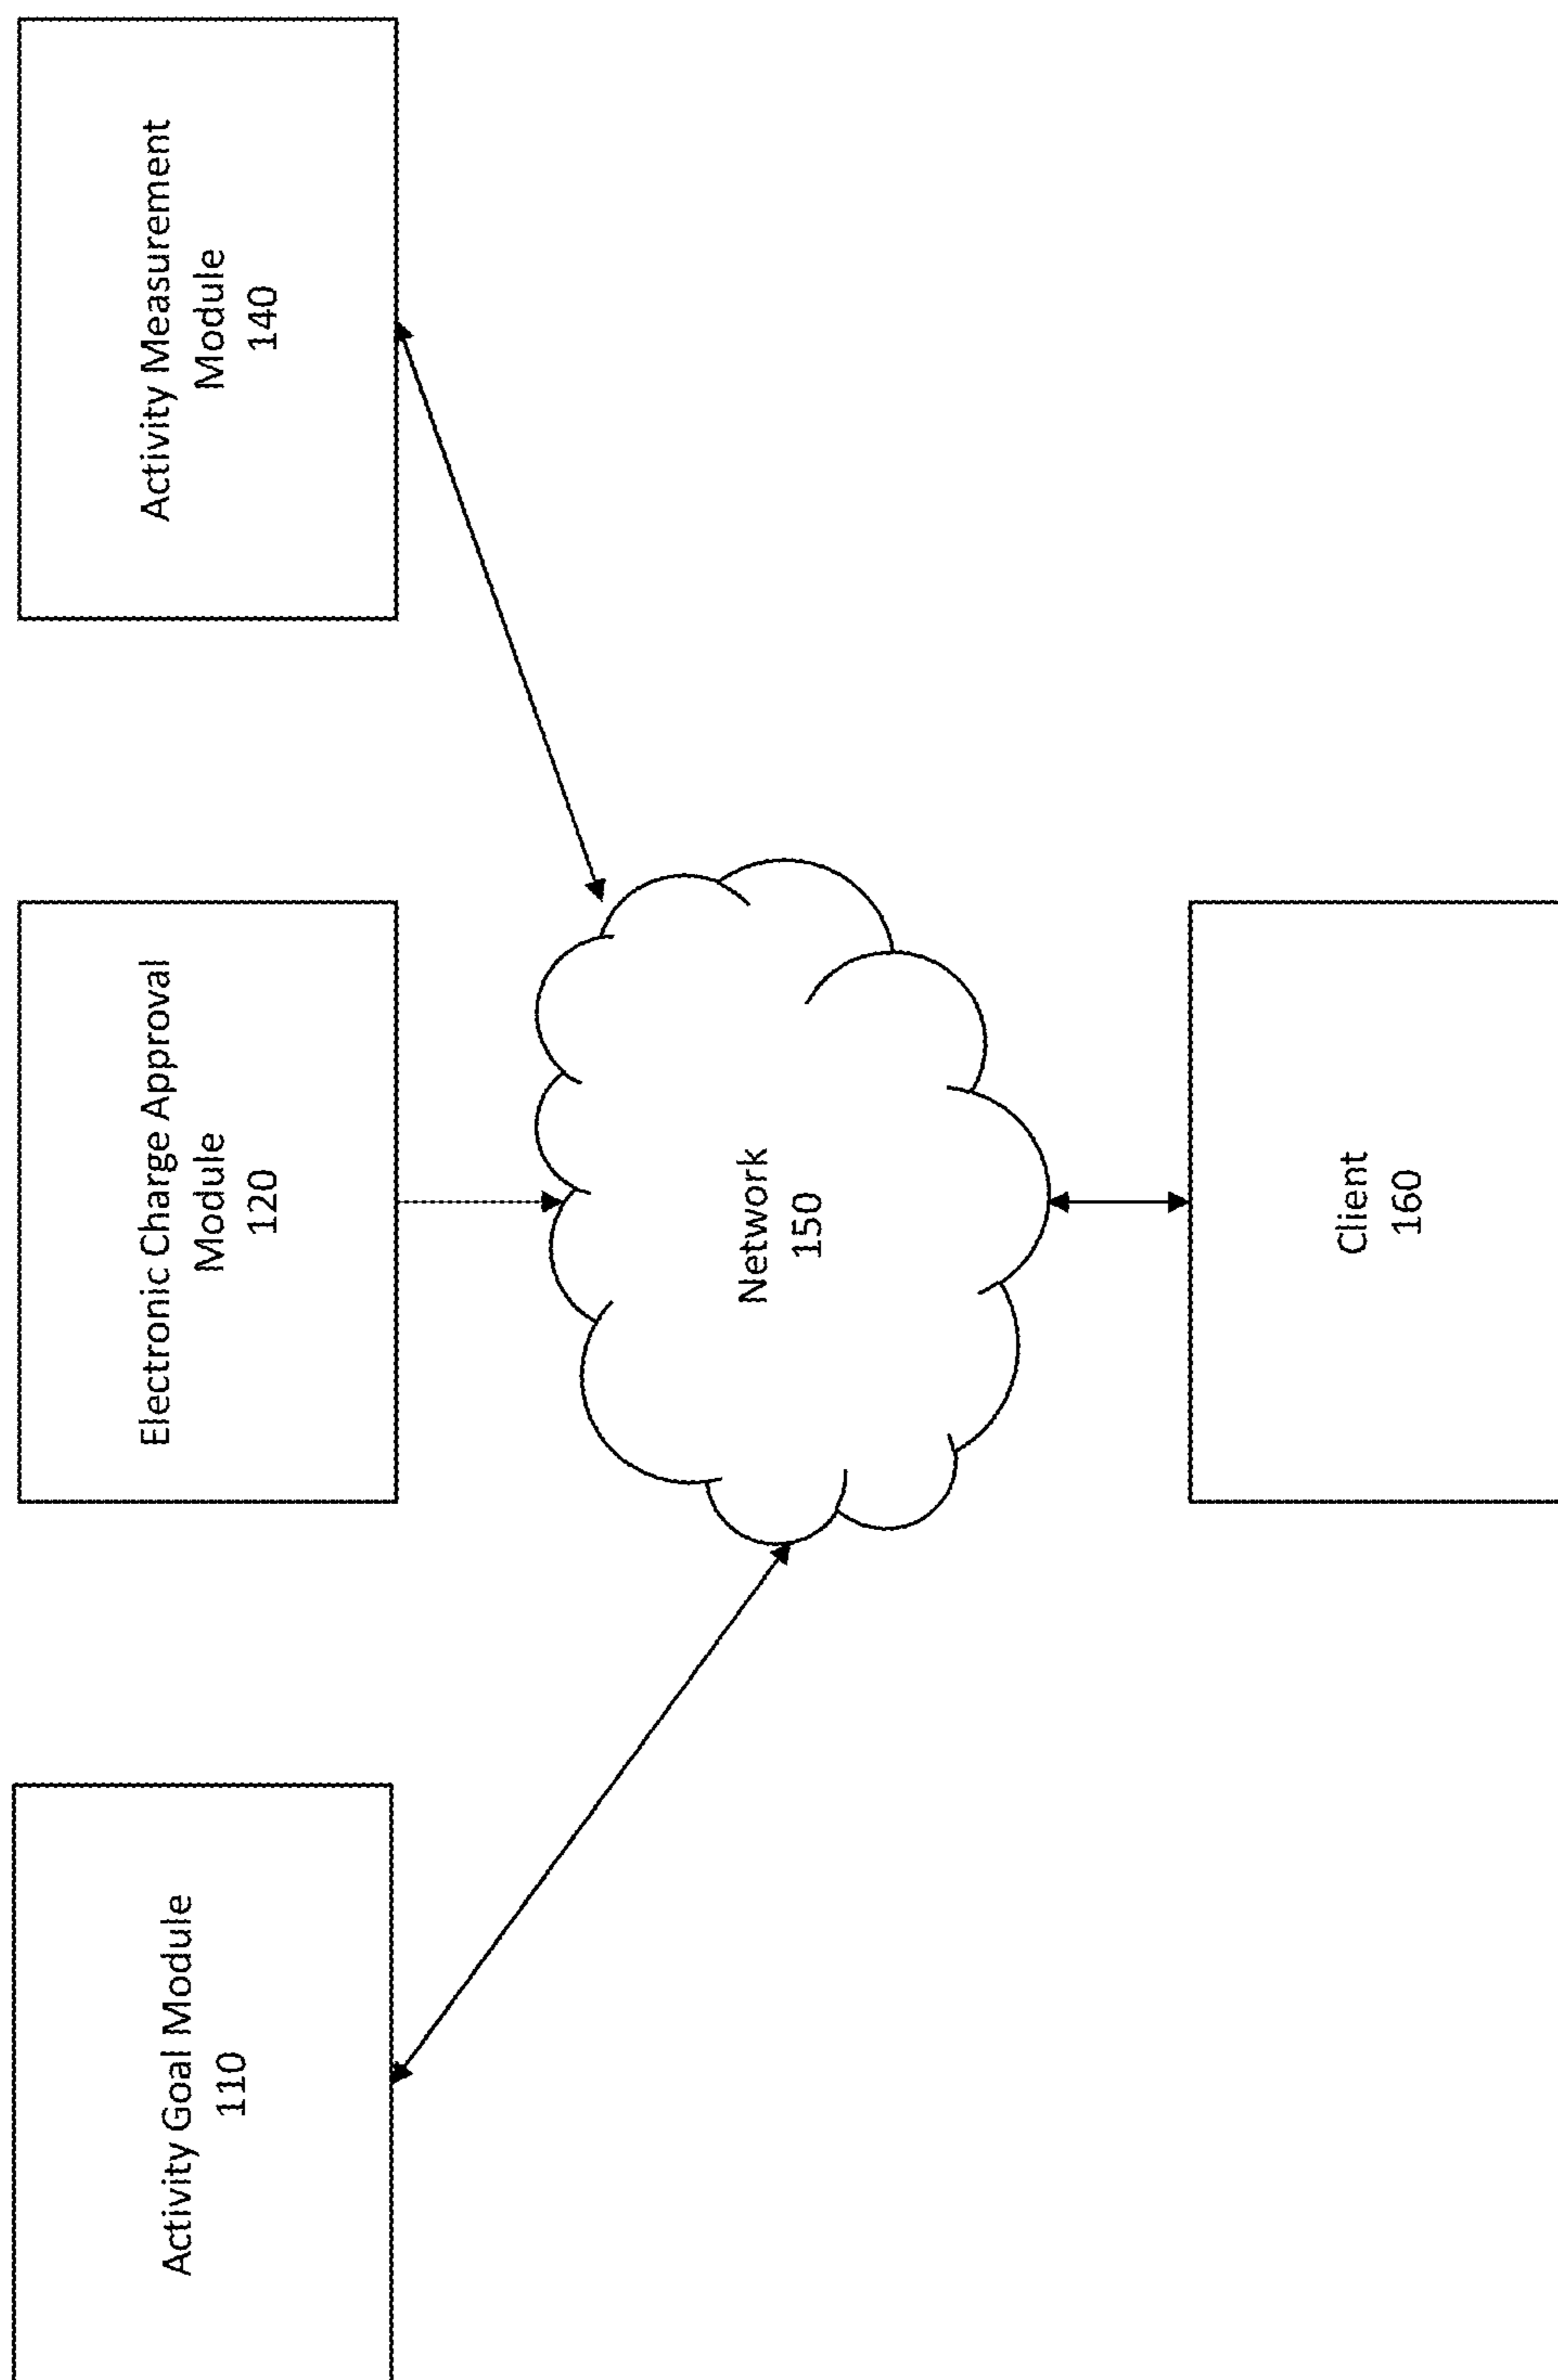 Activity Goal Module
110
Electronic Charge Approval
Module
120
Activity Measurement
Module
140
Network
150
Client
160